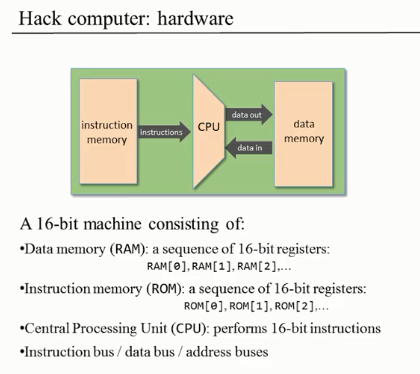 Hack computer: hardware
instruction
memory
instructions
CPU
data out
data in
data
memory
A 16-bit machine consisting of:
•Data memory (RAM): a sequence of 16-bit registers:
RAM[0], RAM[1], RAM[2],…
•Instruction memory (ROM): a sequence of 16-bit registers:
ROM[0], ROM[1], ROM[2],…
•Central Processing Unit (CPU): performs 16-bit instructions
•Instruction bus / data bus / address buses